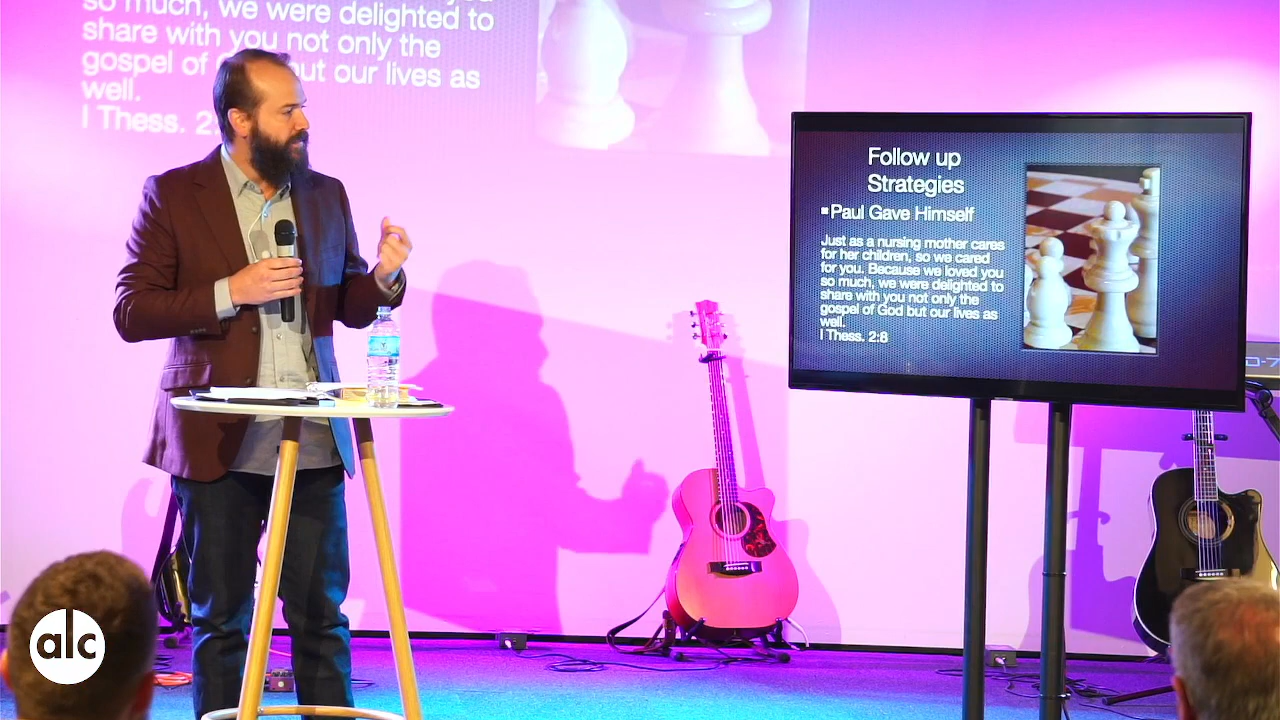 so much, we were delighted to
share with you not only the
gospel of but our lives as
well.
I Thess. 2:
Follow up
Strategies
▪Paul Gave Himself
Just as a nursing mother cares
for her children, so we cared
for you. Because we loved you
so much, we were delighted to
share with you not only the
gospel of God but our lives as
well.
I Thess. 2:8
alc